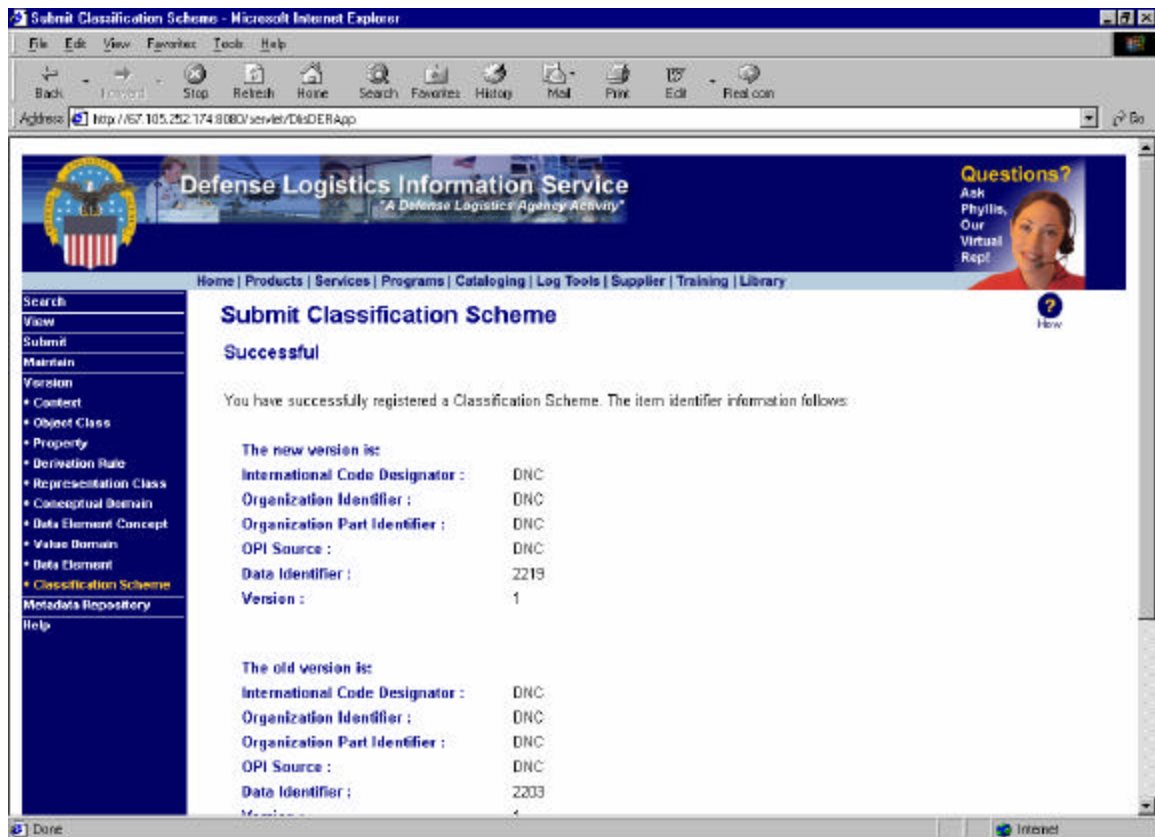 Submit Classification Scheme - Microsoft Internet Explorer
File Edit View Favorites Tools Help
Back Forward Stop Refresh Home Search Favorites History Mail Print Edit Real.com
Address http://67.105.252.174:8080/servlet/DlisDERApp Go
Defense Logistics Information Service
"A Defense Logistics Agency Activity"
Questions?
Ask
Phyllis,
Our
Virtual
Rep!
Home | Products | Services | Programs | Cataloging | Log Tools | Supplier | Training | Library
Search
View
Submit
Maintain
Version
• Context
• Object Class
• Property
• Derivation Rule
• Representation Class
• Conceptual Domain
• Data Element Concept
• Value Domain
• Data Element
• Classification Scheme
Metadata Repository
Help
Submit Classification Scheme
?
How
Successful
You have successfully registered a Classification Scheme. The item identifier information follows:
The new version is:
International Code Designator : DNC
Organization Identifier : DNC
Organization Part Identifier : DNC
OPI Source : DNC
Data Identifier : 2219
Version : 1
The old version is:
International Code Designator : DNC
Organization Identifier : DNC
Organization Part Identifier : DNC
OPI Source : DNC
Data Identifier : 2203
Done Internet